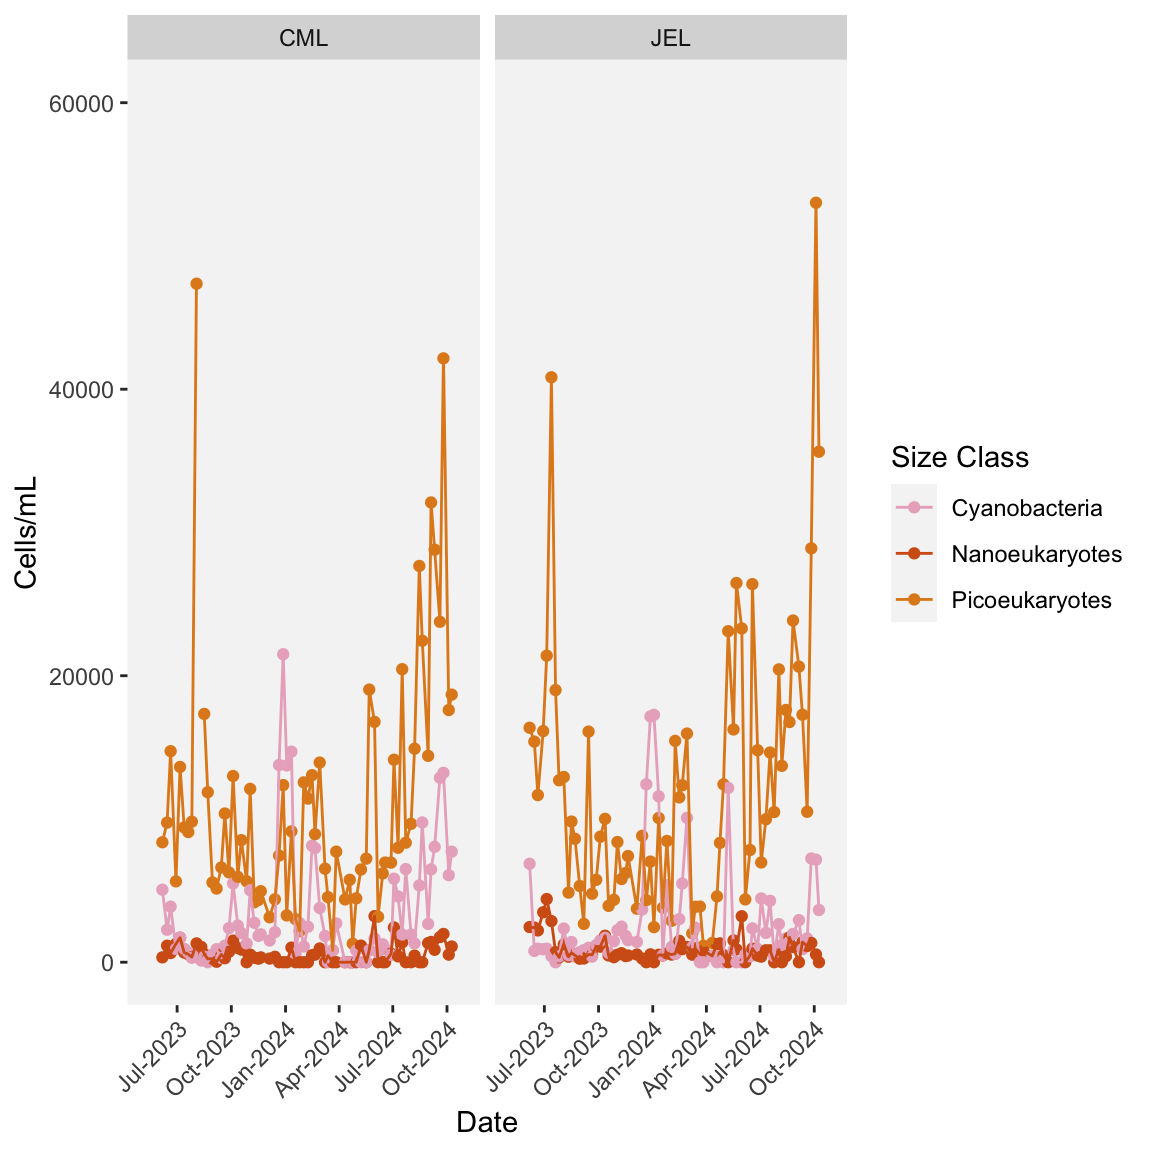 CML
JEL
60000
40000
20000
0
Cells/mL
Jul-2023
Oct-2023
Jan-2024
Apr-2024
Jul-2024
Oct-2024
Jul-2023
Oct-2023
Jan-2024
Apr-2024
Jul-2024
Oct-2024
Date
Size Class
Cyanobacteria
Nanoeukaryotes
Picoeukaryotes